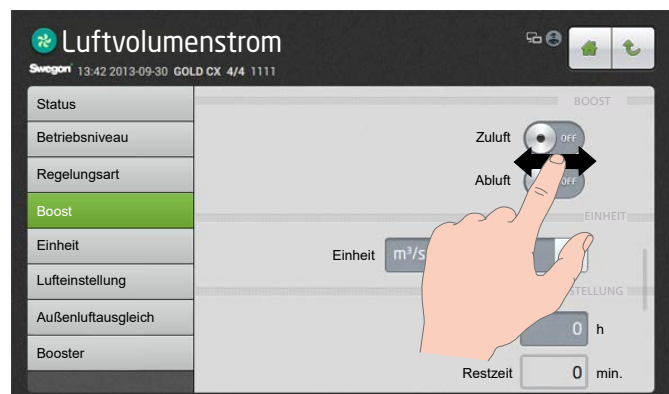 Luftvolumenstrom
Swegon 13:42 2013-09-30 GOLD CX 4/4 1111
Status
Betriebsniveau
Regelungsart
Boost
Einheit
Lufteinstellung
Außenluftausgleich
Booster
BOOST
Zuluft OFF
Abluft OFF
EINHEIT
Einheit m³/s
STELLUNG
0 h
Restzeit 0 min.